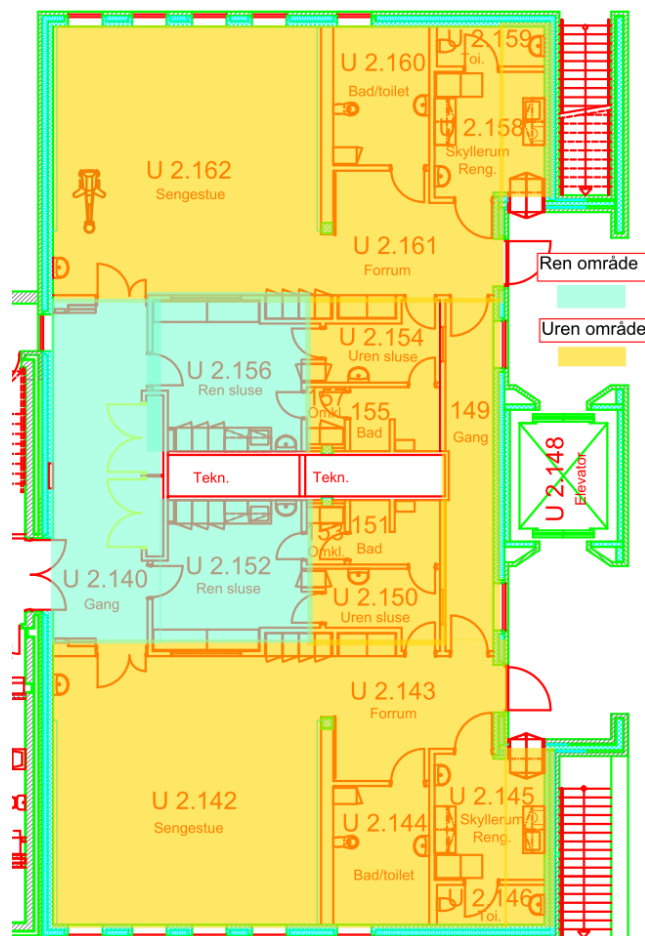 U 2.159
Toi.
U 2.160
Bad/toilet
U 2.158
Skyllerum
Reng.
U 2.162
Sengestue
U 2.161
Forrum
Ren område
Uren område
U 2.154
Uren sluse
U 2.156
Ren sluse
157
Omkl.
155
Bad
149
Gang
U 2.148
Elevator
Tekn.
Tekn.
153
Omkl.
151
Bad
U 2.140
Gang
U 2.152
Ren sluse
U 2.150
Uren sluse
U 2.143
Forrum
U 2.142
Sengestue
U 2.145
Skyllerum
Reng.
U 2.144
Bad/toilet
U 2.146
Toi.